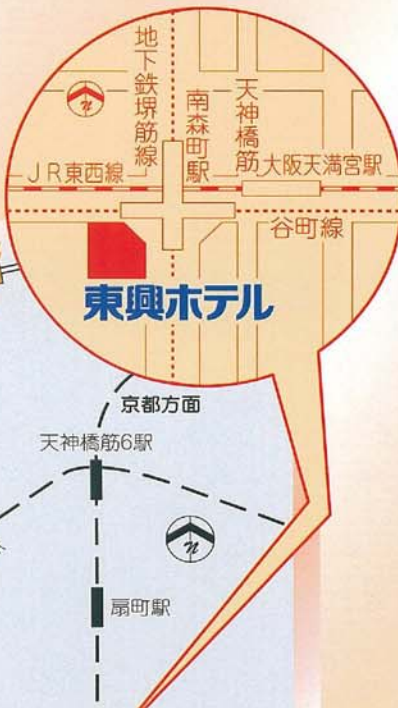 地下鉄堺筋線
南森町駅
天神橋筋
N
JR東西線
大阪天満宮駅
谷町線
東興ホテル
京都方面
天神橋筋6駅
N
扇町駅